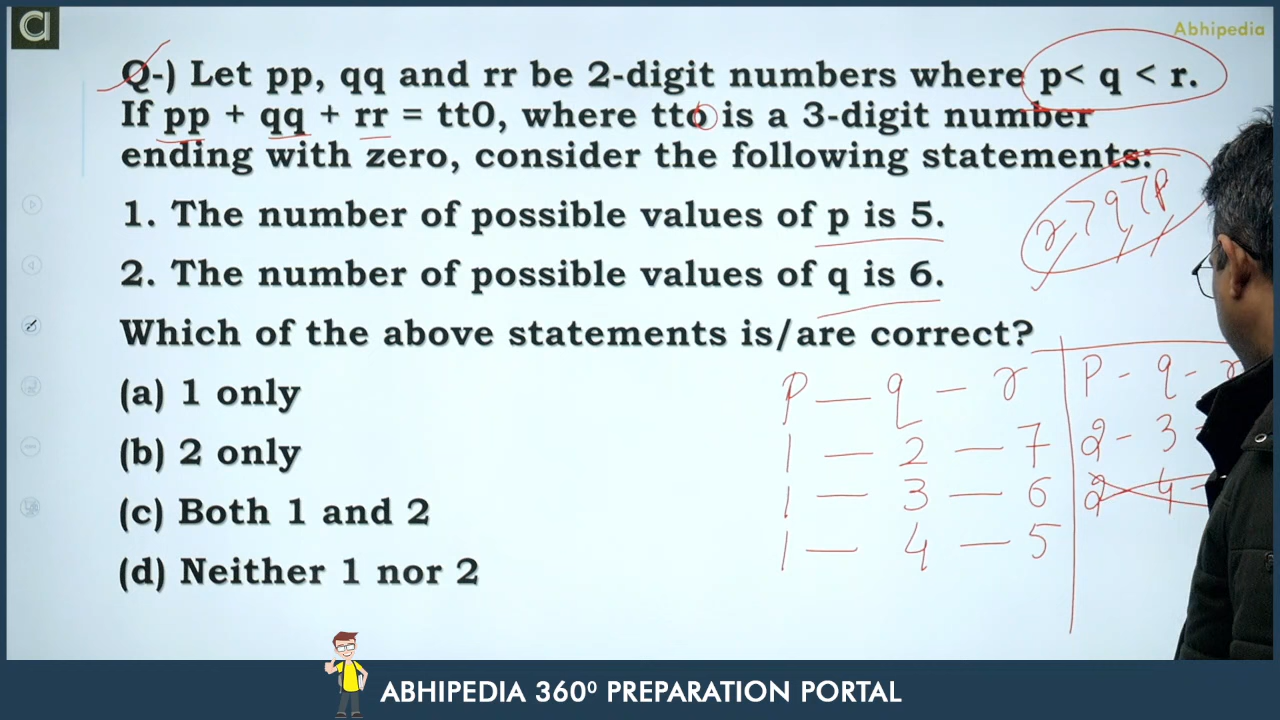 Abhipedia
Q-) Let pp, qq and rr be 2-digit numbers where p< q < r.
If pp + qq + rr = tt0, where tt0 is a 3-digit number
ending with zero, consider the following statements:
r > q > p
1. The number of possible values of p is 5.
2. The number of possible values of q is 6.
Which of the above statements is/are correct?
(a) 1 only
(b) 2 only
(c) Both 1 and 2
(d) Neither 1 nor 2
p — q — r
1 — 2 — 7
1 — 3 — 6
1 — 4 — 5
p - q - r
2 - 3 -
2 4 -
ABHIPEDIA 360⁰ PREPARATION PORTAL